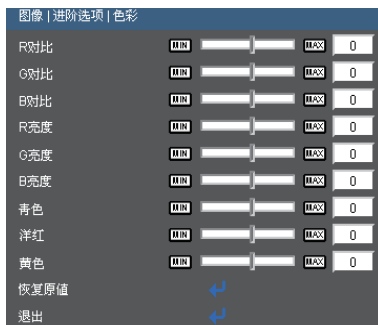 图像 | 进阶选项 | 色彩
R对比 MIN MAX 0
G对比 MIN MAX 0
B对比 MIN MAX 0
R亮度 MIN MAX 0
G亮度 MIN MAX 0
B亮度 MIN MAX 0
青色 MIN MAX 0
洋红 MIN MAX 0
黄色 MIN MAX 0
恢复原值
退出